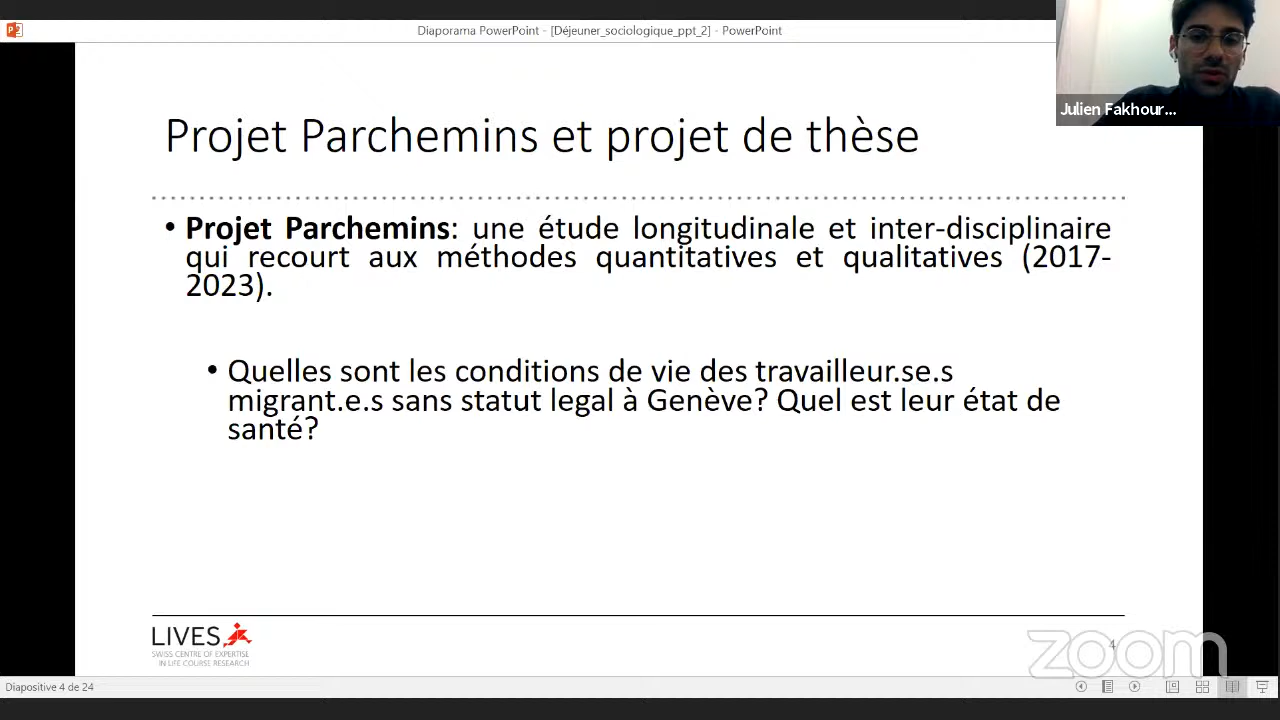 Diaporama PowerPoint - [Déjeuner_sociologique_ppt_2] - PowerPoint
Julien Fakhour...
Projet Parchemins et projet de thèse
• Projet Parchemins: une étude longitudinale et inter-disciplinaire
qui recourt aux méthodes quantitatives et qualitatives (2017-
2023).
• Quelles sont les conditions de vie des travailleur.se.s
migrant.e.s sans statut legal à Genève? Quel est leur état de
santé?
LIVES
SWISS CENTRE OF EXPERTISE
IN LIFE COURSE RESEARCH
4
zoom
Diapositive 4 de 24